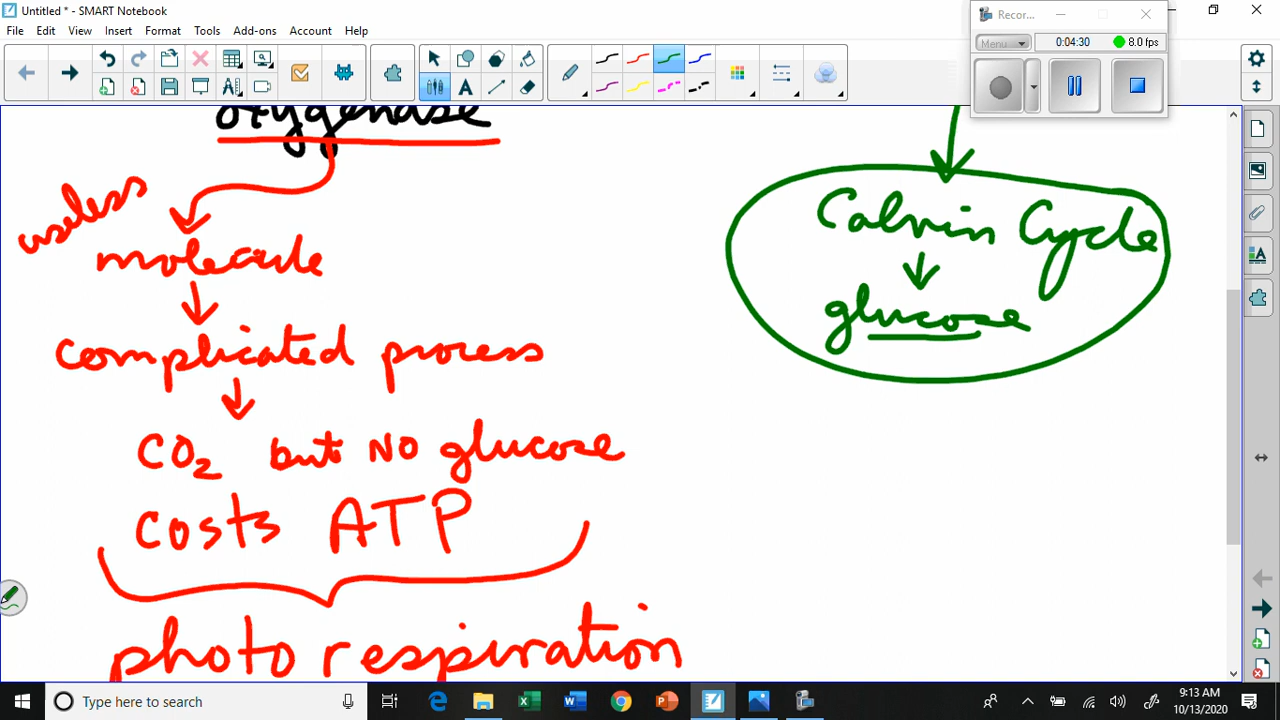 Untitled * - SMART Notebook
File Edit View Insert Format Tools Add-ons Account Help
Recor...
Menu
0:04:30
8.0 fps
oxygenase
useless
molecule
complicated process
CO2 but NO glucose
costs ATP
photo respiration
Calvin Cycle
glucose
Type here to search
9:13 AM
10/13/2020